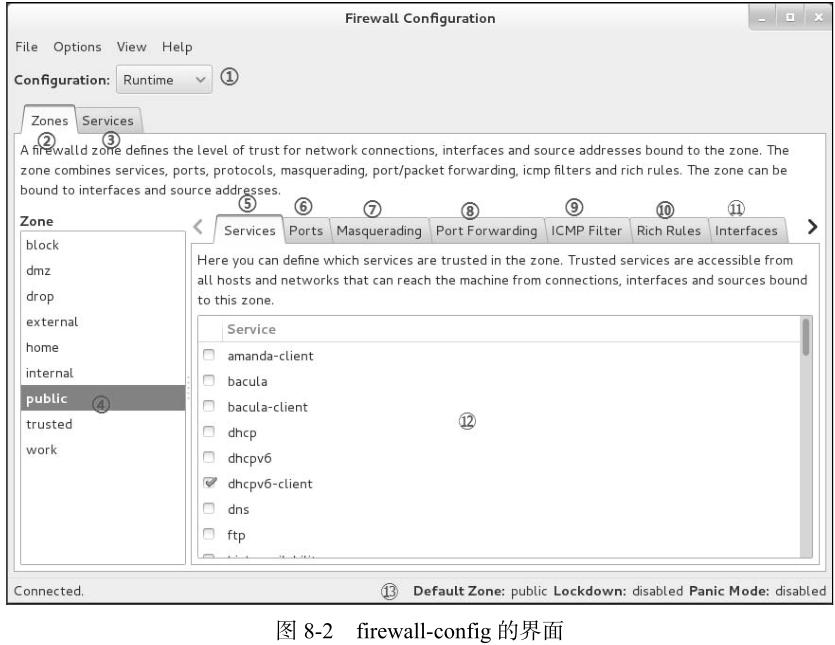 Firewall Configuration
File Options View Help
Configuration: Runtime ①
Zones Services
② ③
A firewalld zone defines the level of trust for network connections, interfaces and source addresses bound to the zone. The
zone combines services, ports, protocols, masquerading, port/packet forwarding, icmp filters and rich rules. The zone can be
bound to interfaces and source addresses.
Zone
block
dmz
drop
external
home
internal
public ④
trusted
work
⑤ ⑥ ⑦ ⑧ ⑨ ⑩ ⑪
Services Ports Masquerading Port Forwarding ICMP Filter Rich Rules Interfaces
Here you can define which services are trusted in the zone. Trusted services are accessible from
all hosts and networks that can reach the machine from connections, interfaces and sources bound
to this zone.
Service
amanda-client
bacula
bacula-client
dhcp
⑫
dhcpv6
dhcpv6-client
dns
ftp
Connected.
⑬ Default Zone: public Lockdown: disabled Panic Mode: disabled
图 8-2 firewall-config 的界面